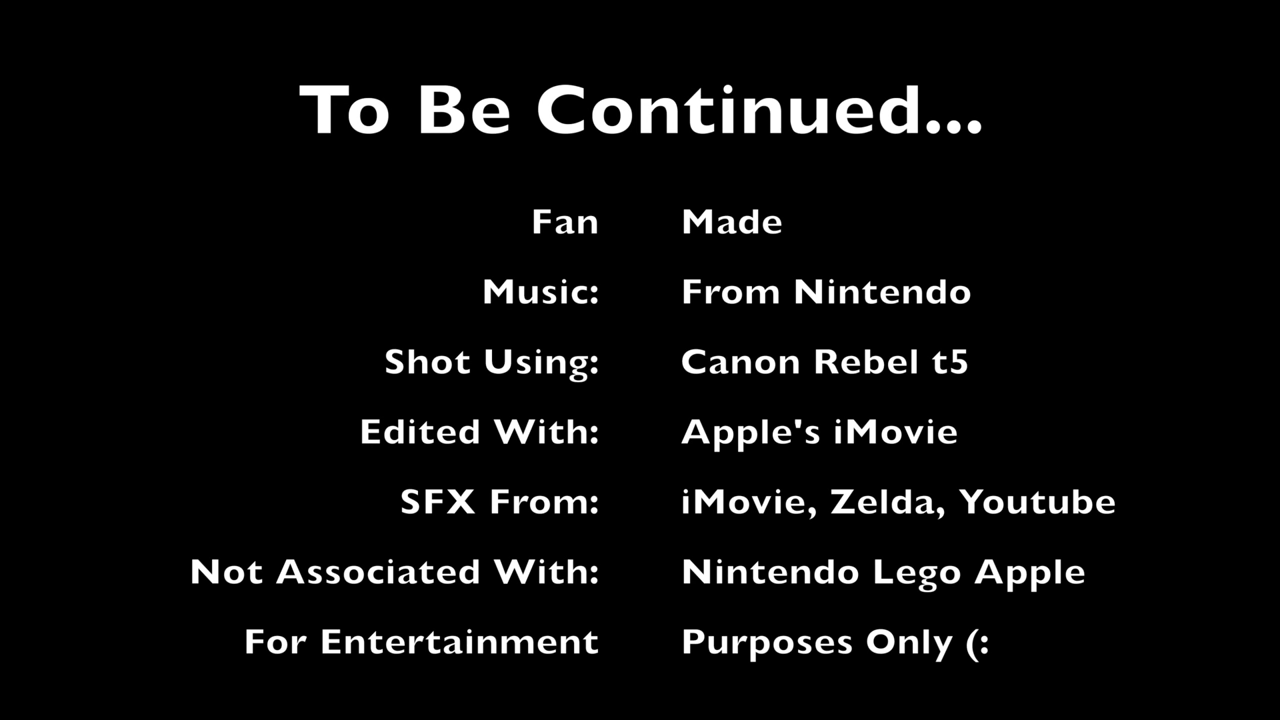 To Be Continued...
Fan Made
Music: From Nintendo
Shot Using: Canon Rebel t5
Edited With: Apple's iMovie
SFX From: iMovie, Zelda, Youtube
Not Associated With: Nintendo Lego Apple
For Entertainment Purposes Only (: